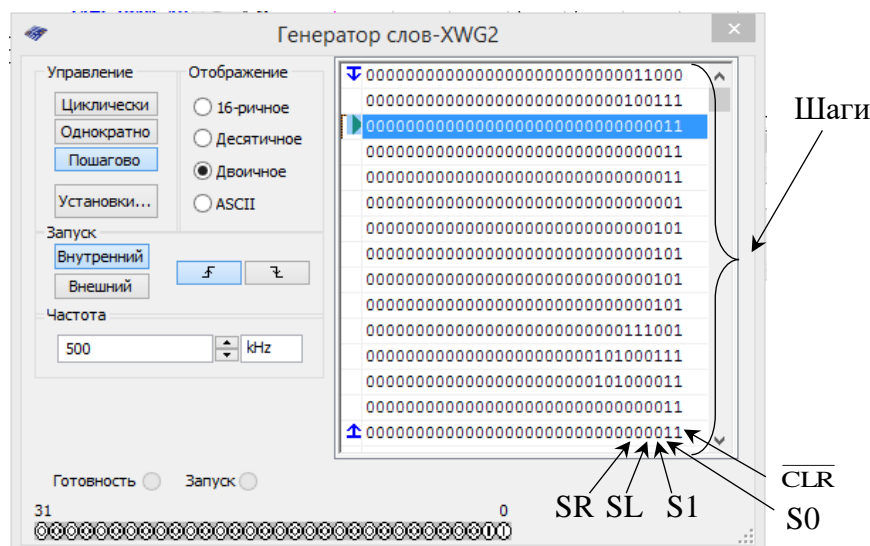 Генератор слов-XWG2
×
Управление
Циклически
Однократно
Пошагово
Установки...
Отображение
16-ричное
Десятичное
Двоичное
ASCII
Запуск
Внутренний
Внешний
Частота
500 kHz
00000000000000000000000000011000
00000000000000000000000000100111
00000000000000000000000000000011
00000000000000000000000000000011
00000000000000000000000000000011
00000000000000000000000000000001
00000000000000000000000000000101
00000000000000000000000000000101
00000000000000000000000000000101
00000000000000000000000000000101
00000000000000000000000000111001
00000000000000000000000101000111
00000000000000000000000101000011
00000000000000000000000000000011
00000000000000000000000000000011
Шаги
Готовность Запуск
31 0
00000000000000000000000000000011
SR SL S1
S0
CLR